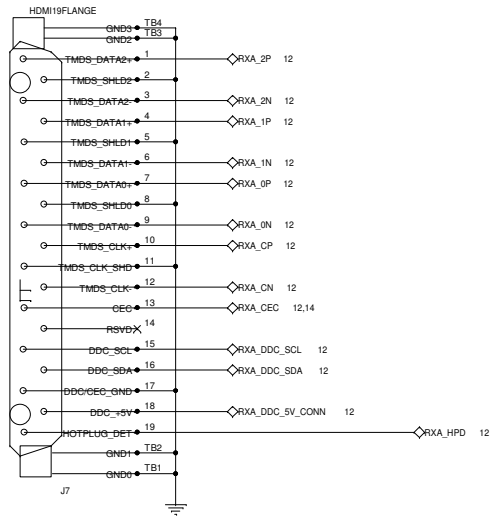 HDMI19FLANGE
GND3 TB4
GND2 TB3
TMDS_DATA2+ 1 RXA_2P 12
TMDS_SHLD2 2
TMDS_DATA2- 3 RXA_2N 12
TMDS_DATA1+ 4 RXA_1P 12
TMDS_SHLD1 5
TMDS_DATA1- 6 RXA_1N 12
TMDS_DATA0+ 7 RXA_0P 12
TMDS_SHLD0 8
TMDS_DATA0- 9 RXA_0N 12
TMDS_CLK+ 10 RXA_CP 12
TMDS_CLK_SHD 11
TMDS_CLK- 12 RXA_CN 12
CEC 13 RXA_CEC 12,14
RSVD 14
DDC_SCL 15 RXA_DDC_SCL 12
DDC_SDA 16 RXA_DDC_SDA 12
DDC/CEC_GND 17
DDC_+5V 18 RXA_DDC_5V_CONN 12
HOTPLUG_DET 19 RXA_HPD 12
GND1 TB2
GND0 TB1
J7